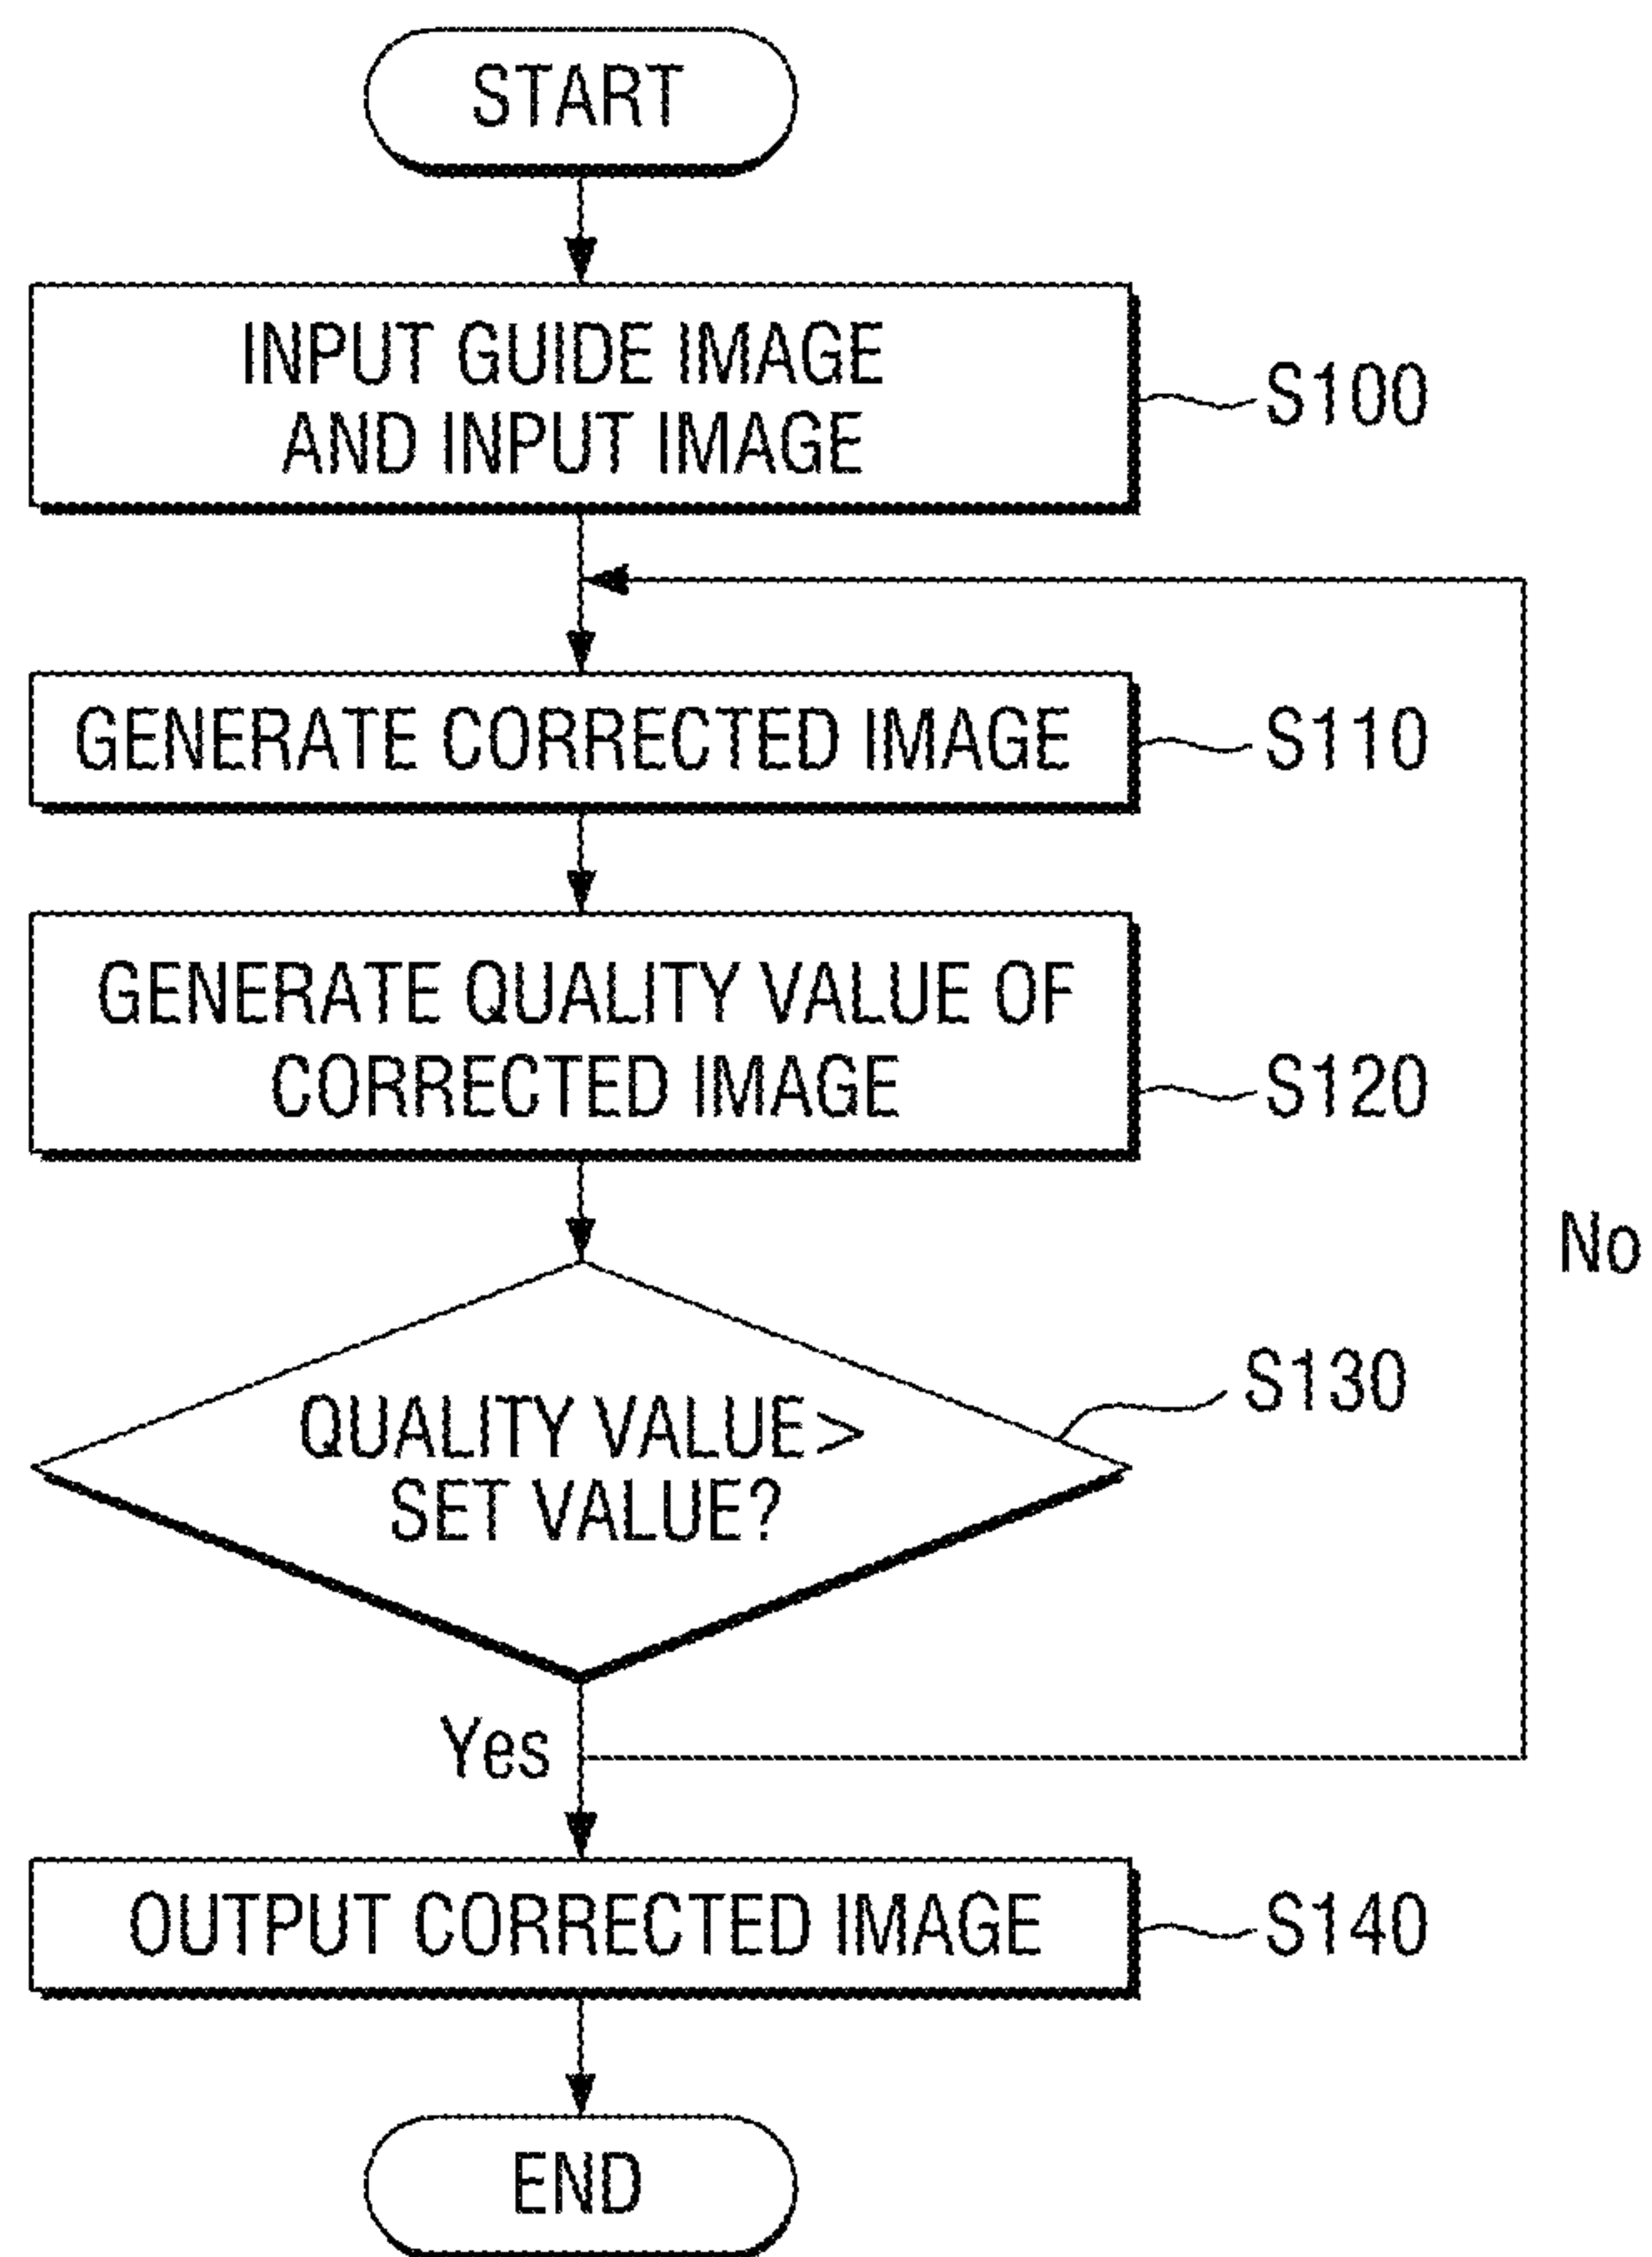 START
INPUT GUIDE IMAGE
AND INPUT IMAGE
S100
GENERATE CORRECTED IMAGE
S110
GENERATE QUALITY VALUE OF
CORRECTED IMAGE
S120
No
QUALITY VALUE>
SET VALUE?
S130
Yes
OUTPUT CORRECTED IMAGE
S140
END